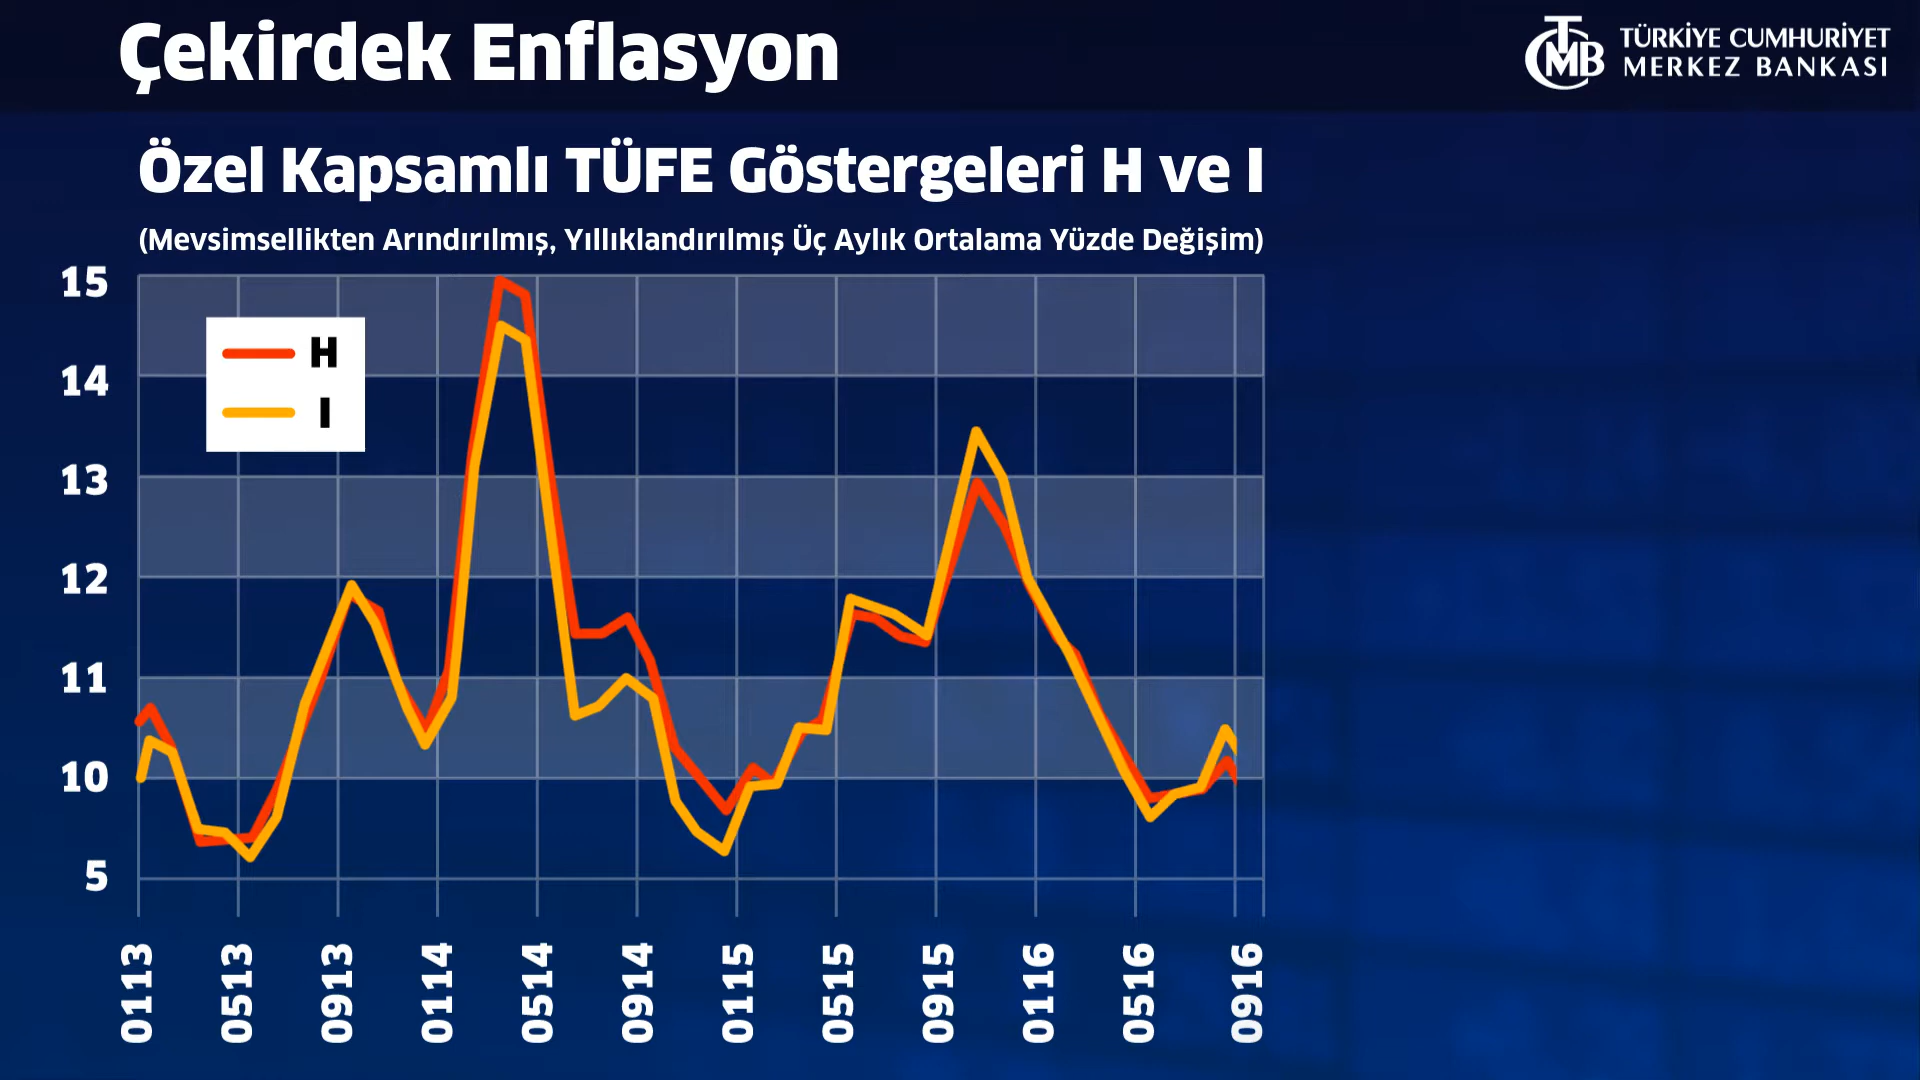 Çekirdek Enflasyon
TÜRKİYE CUMHURİYET
MERKEZ BANKASI
Özel Kapsamlı TÜFE Göstergeleri H ve I
(Mevsimsellikten Arındırılmış, Yıllıklandırılmış Üç Aylık Ortalama Yüzde Değişim)
15
14
13
12
11
10
5
H
I
0113
0513
0913
0114
0514
0914
0115
0515
0915
0116
0516
0916